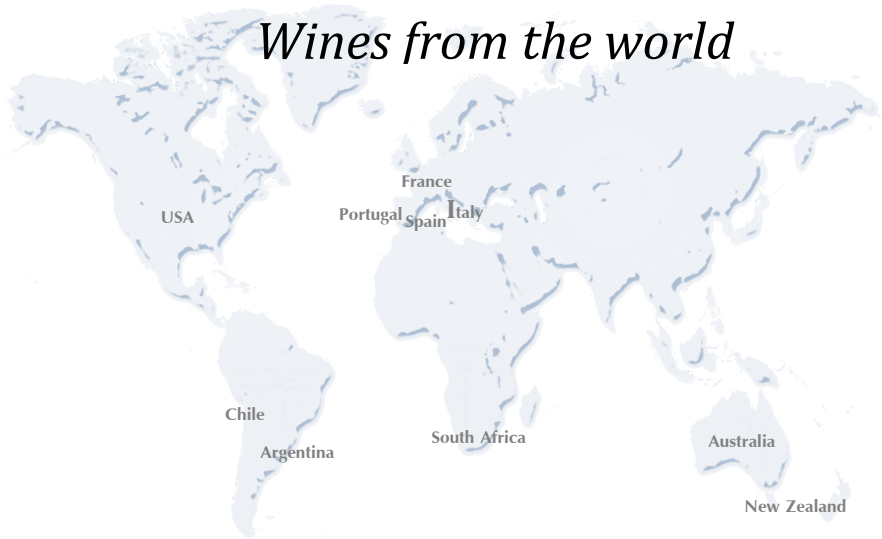 Wines from the world
France
Portugal
Spain
Italy
USA
Chile
Argentina
South Africa
Australia
New Zealand